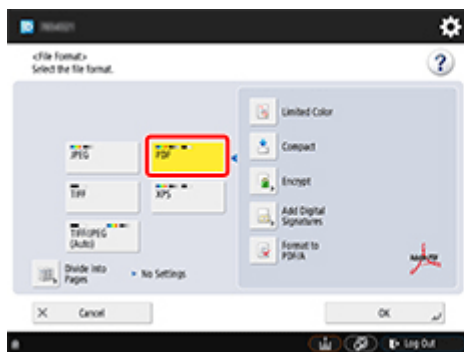 <File Format>
Select the file format.
?
JPEG
PDF
TIFF
XPS
TIFF/JPEG
(Auto)
Divide into
Pages
No Settings
Limited Color
Compact
Encrypt
Add Digital
Signatures
Format to
PDF/A
Cancel
OK
Log Out